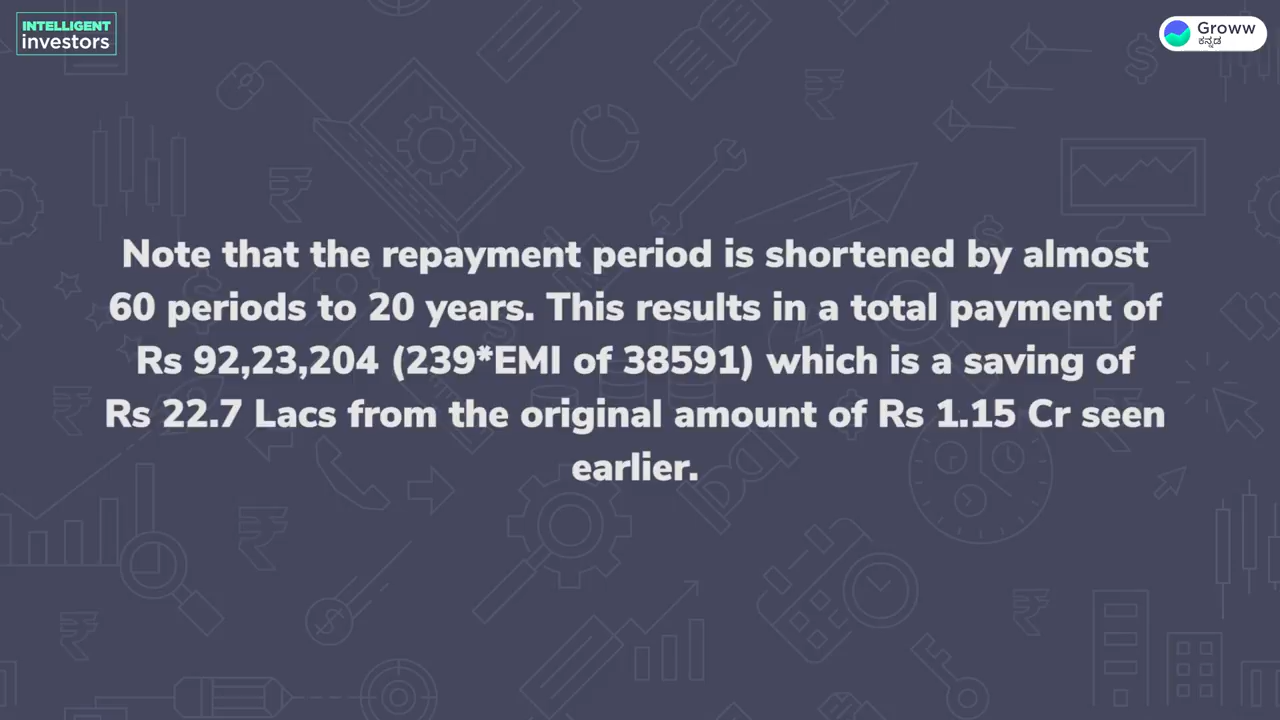 INTELLIGENT
investors
Groww
ಕನ್ನಡ
Note that the repayment period is shortened by almost
60 periods to 20 years. This results in a total payment of
Rs 92,23,204 (239*EMI of 38591) which is a saving of
Rs 22.7 Lacs from the original amount of Rs 1.15 Cr seen
earlier.